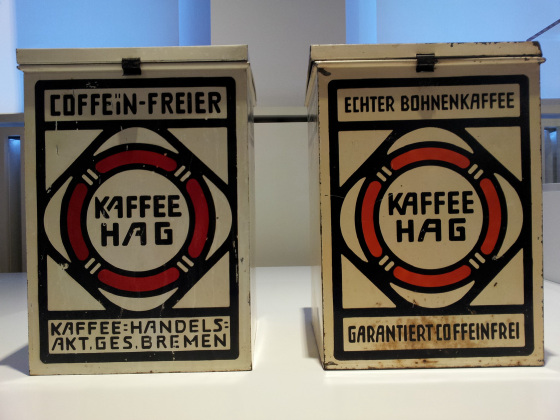 COFFEÏN-FREIER
KAFFEE
HAG
KAFFEE=HANDELS=
AKT.GES.BREMEN
ECHTER BOHNENKAFFEE
KAFFEE
HAG
GARANTIERT COFFEINFREI